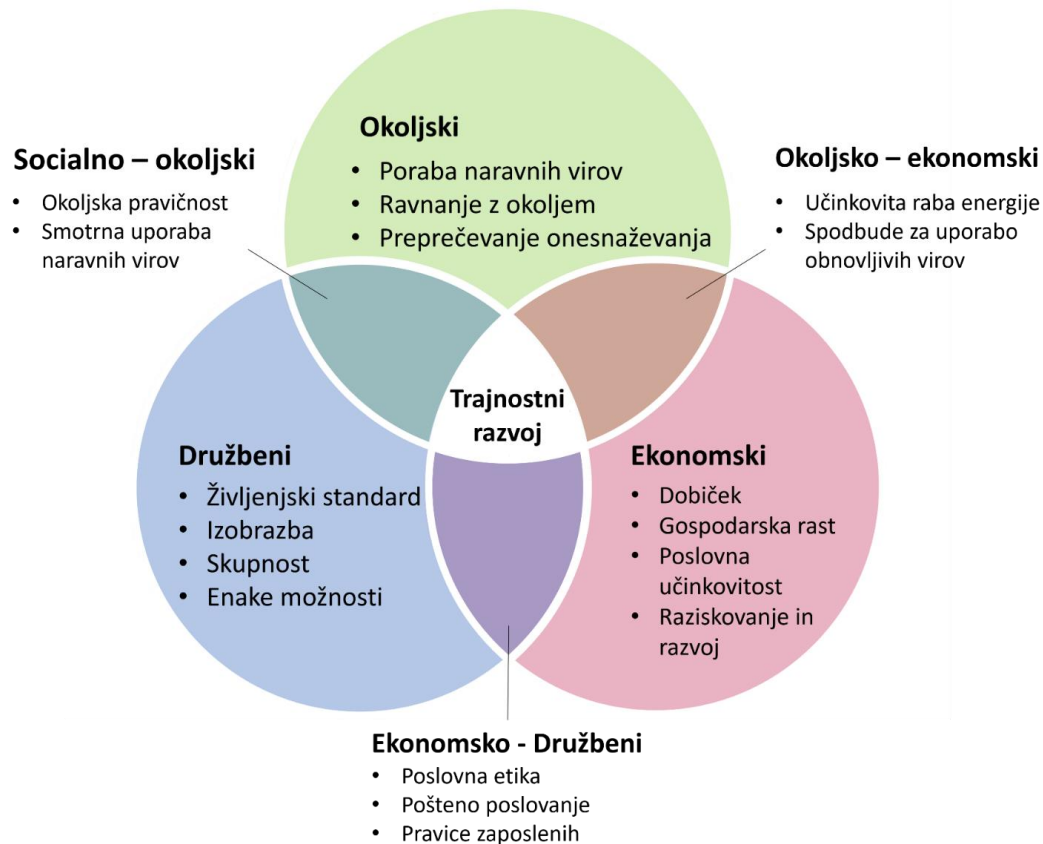 Okoljski
• Poraba naravnih virov
• Ravnanje z okoljem
• Preprečevanje onesnaževanja
Socialno – okoljski
• Okoljska pravičnost
• Smotrna uporaba
naravnih virov
Okoljsko – ekonomski
• Učinkovita raba energije
• Spodbude za uporabo
obnovljivih virov
Trajnostni
razvoj
Družbeni
• Življenjski standard
• Izobrazba
• Skupnost
• Enake možnosti
Ekonomski
• Dobiček
• Gospodarska rast
• Poslovna
učinkovitost
• Raziskovanje in
razvoj
Ekonomsko - Družbeni
• Poslovna etika
• Pošteno poslovanje
• Pravice zaposlenih